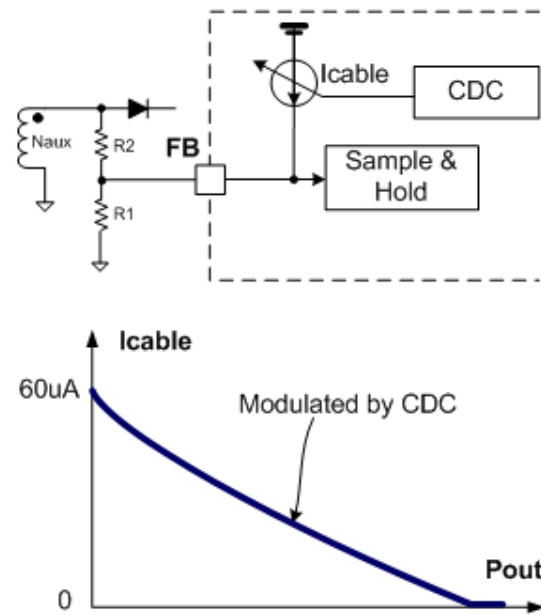 Icable
CDC
Naux
R2
FB
Sample &
Hold
R1
Icable
60uA
Modulated by CDC
Pout
0